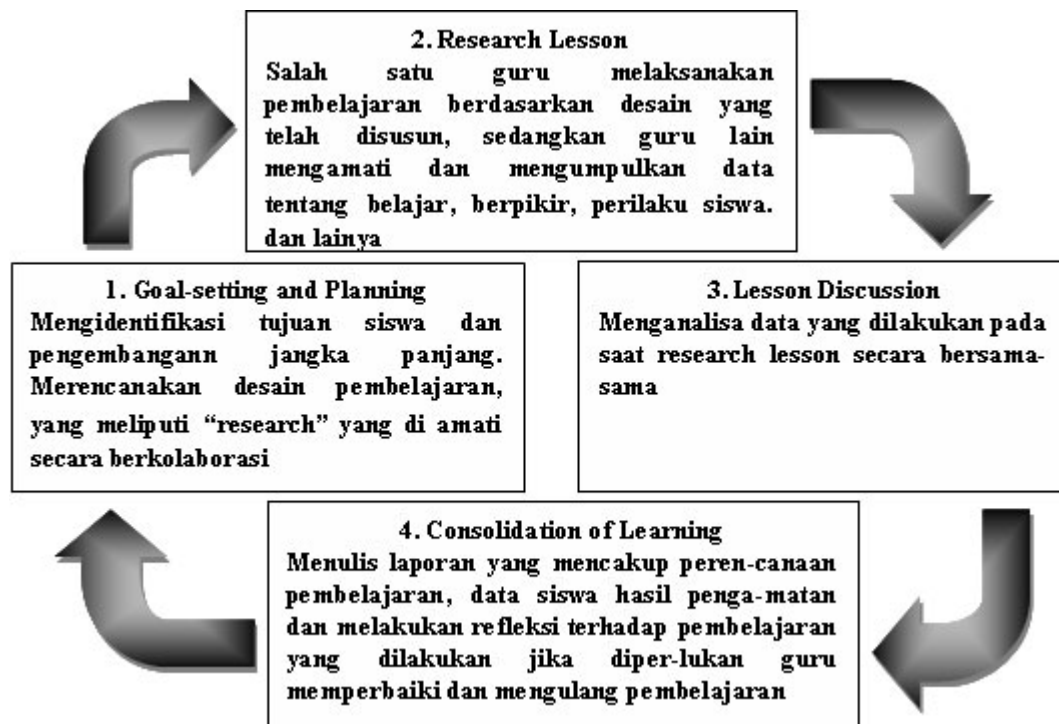 1. Goal-setting and Planning
Mengidentifikasi tujuan siswa dan
pengembangann jangka panjang.
Merencanakan desain pembelajaran,
yang meliputi “research” yang di amati
secara berkolaborasi
2. Research Lesson
Salah satu guru melaksanakan
pembelajaran berdasarkan desain yang
telah disusun, sedangkan guru lain
mengamati dan mengumpulkan data
tentang belajar, berpikir, perilaku siswa.
dan lainya
3. Lesson Discussion
Menganalisa data yang dilakukan pada
saat research lesson secara bersama-
sama
4. Consolidation of Learning
Menulis laporan yang mencakup peren-canaan
pembelajaran, data siswa hasil penga-matan
dan melakukan refleksi terhadap pembelajaran
yang dilakukan jika diper-lukan guru
memperbaiki dan mengulang pembelajaran